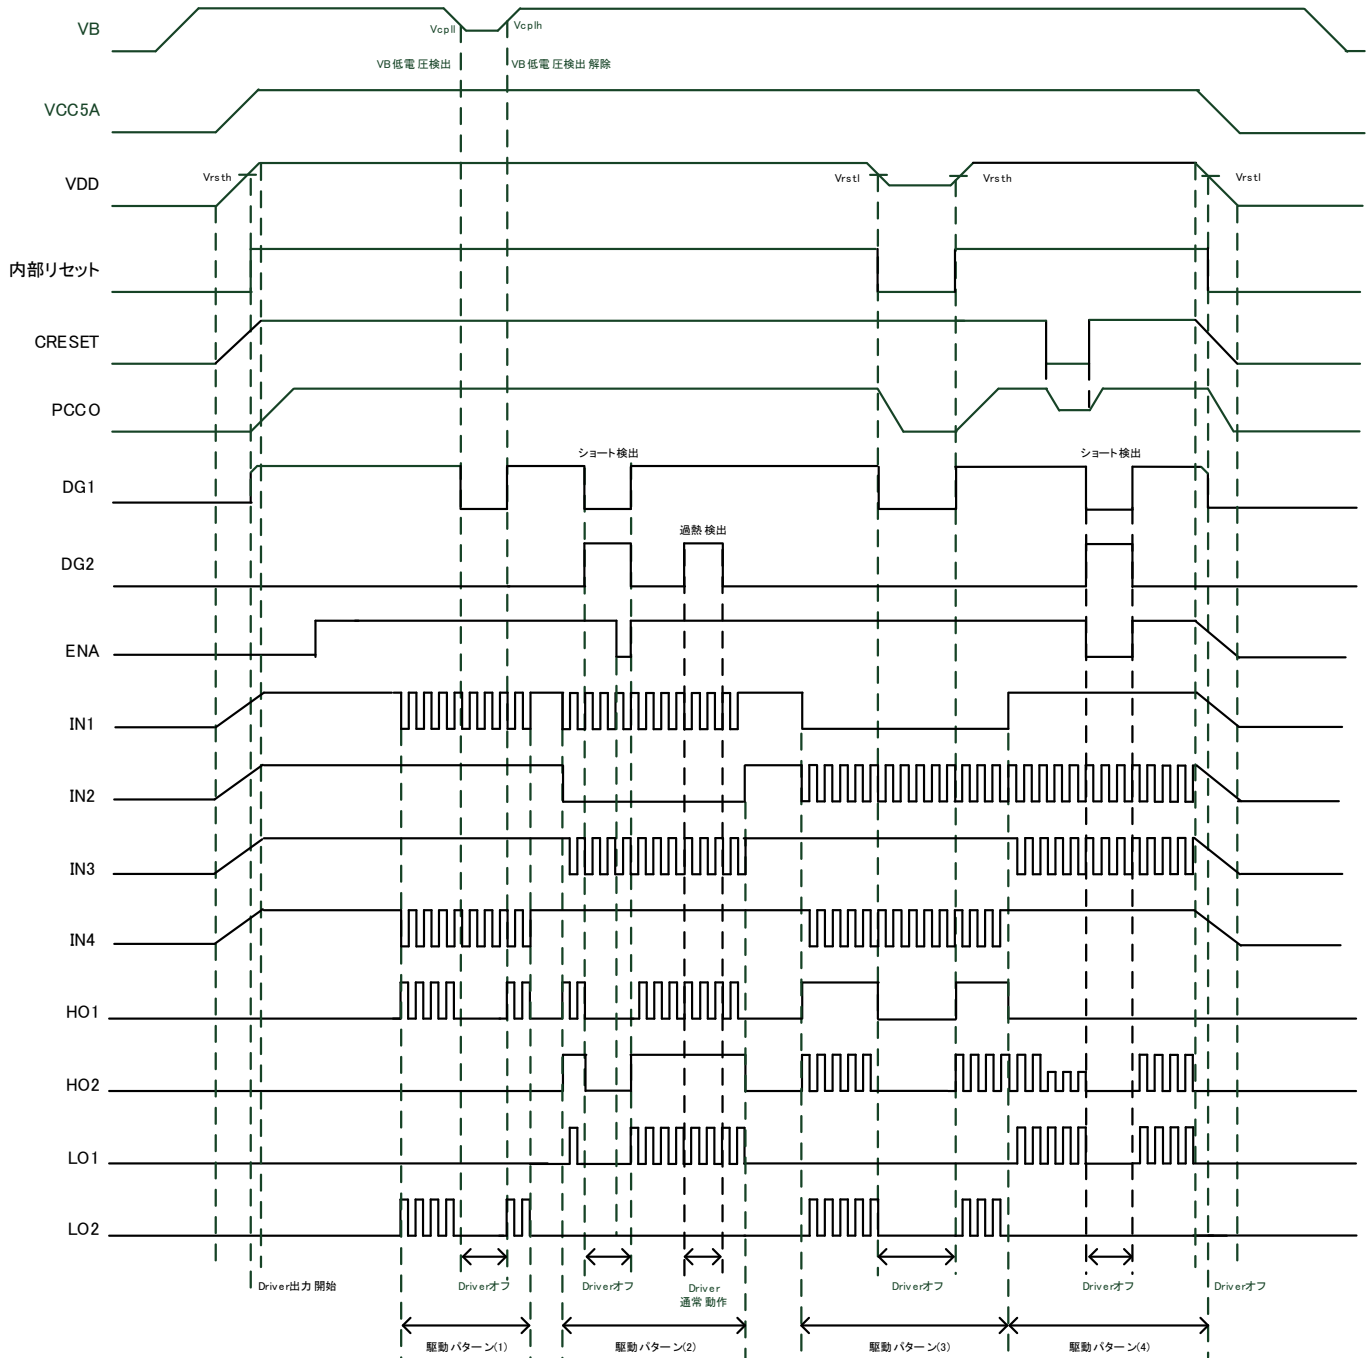 VB
Vcpll
Vcplh
VB低電圧検出
VB低電圧検出解除
VCC5A
VDD
Vrsth
Vrstl
Vrsth
Vrstl
内部リセット
CRESET
PCCO
ショート検出
ショート検出
DG1
過熱検出
DG2
ENA
IN1
IN2
IN3
IN4
HO1
HO2
LO1
LO2
Driver出力開始
Driverオフ
Driverオフ
Driver
通常動作
Driverオフ
Driverオフ
Driverオフ
駆動パターン(1)
駆動パターン(2)
駆動パターン(3)
駆動パターン(4)